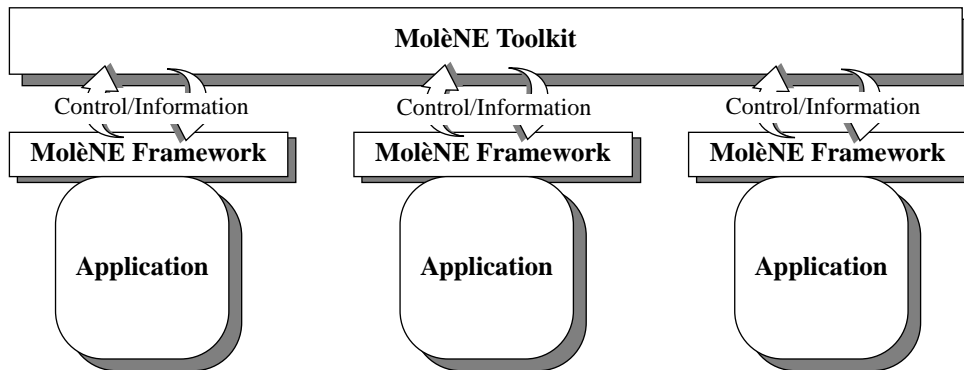 MolèNE Toolkit
Control/Information
Control/Information
Control/Information
MolèNE Framework
MolèNE Framework
MolèNE Framework
Application
Application
Application